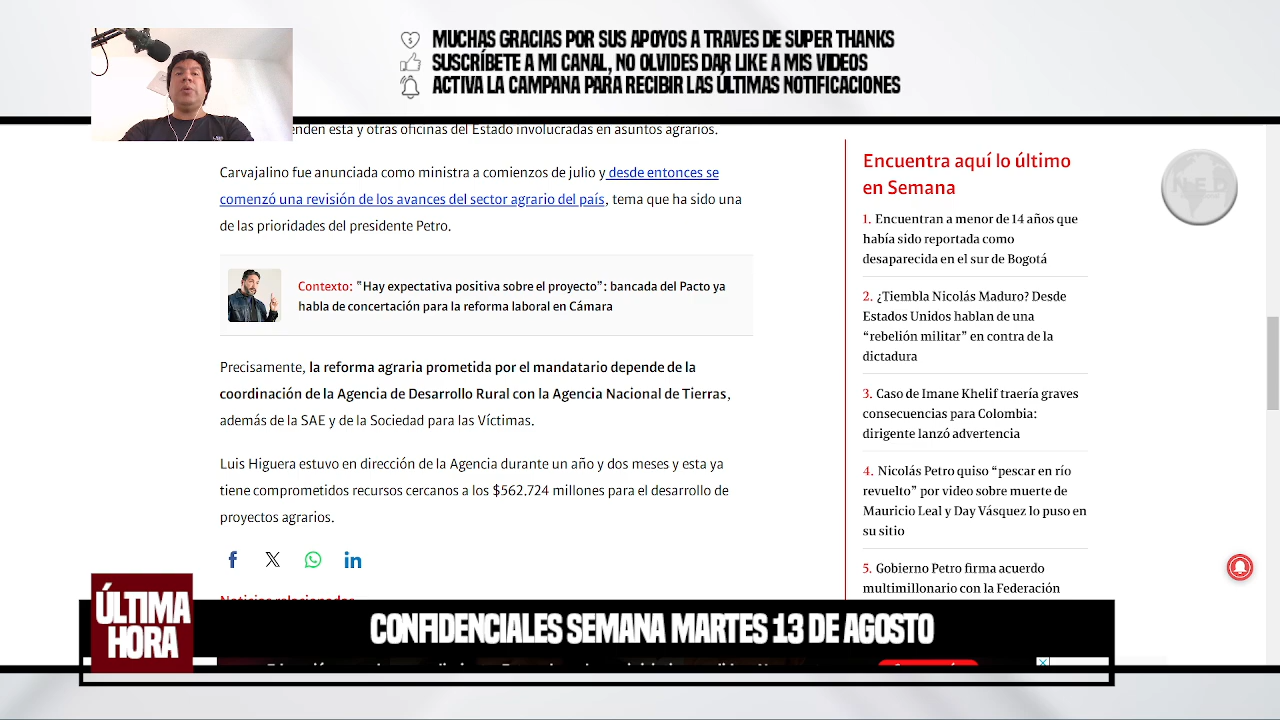 MUCHAS GRACIAS POR SUS APOYOS A TRAVES DE SUPER THANKS
SUSCRÍBETE A MI CANAL, NO OLVIDES DAR LIKE A MIS VIDEOS
ACTIVA LA CAMPANA PARA RECIBIR LAS ÚLTIMAS NOTIFICACIONES
esta y otras oficinas del Estado involucradas en asuntos agrarios.
Carvajalino fue anunciada como ministra a comienzos de julio y desde entonces se
comenzó una revisión de los avances del sector agrario del país, tema que ha sido una
de las prioridades del presidente Petro.
Contexto: "Hay expectativa positiva sobre el proyecto": bancada del Pacto ya
habla de concertación para la reforma laboral en Cámara
Precisamente, la reforma agraria prometida por el mandatario depende de la
coordinación de la Agencia de Desarrollo Rural con la Agencia Nacional de Tierras,
además de la SAE y de la Sociedad para las Víctimas.
Luis Higuera estuvo en dirección de la Agencia durante un año y dos meses y esta ya
tiene comprometidos recursos cercanos a los $562.724 millones para el desarrollo de
proyectos agrarios.
Encuentra aquí lo último
en Semana
1. Encuentran a menor de 14 años que
había sido reportada como
desaparecida en el sur de Bogotá
2. ¿Tiembla Nicolás Maduro? Desde
Estados Unidos hablan de una
“rebelión militar” en contra de la
dictadura
3. Caso de Imane Khelif traería graves
consecuencias para Colombia:
dirigente lanzó advertencia
4. Nicolás Petro quiso “pescar en río
revuelto” por video sobre muerte de
Mauricio Leal y Day Vásquez lo puso en
su sitio
5. Gobierno Petro firma acuerdo
multimillonario con la Federación
N.E.D
ÚLTIMA
HORA
CONFIDENCIALES SEMANA MARTES 13 DE AGOSTO